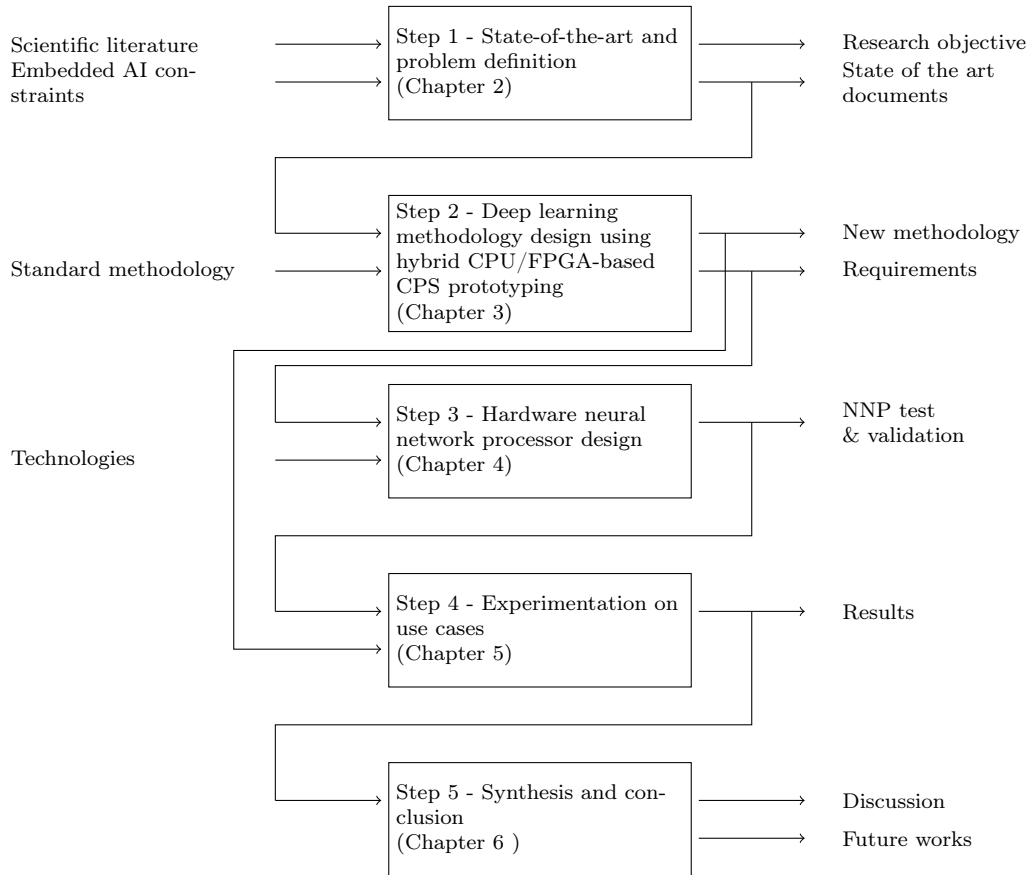 Scientific literature
Embedded AI con-
straints
Step 1 - State-of-the-art and
problem definition
(Chapter 2)
Research objective
State of the art
documents
Standard methodology
Step 2 - Deep learning
methodology design using
hybrid CPU/FPGA-based
CPS prototyping
(Chapter 3)
New methodology
Requirements
Technologies
Step 3 - Hardware neural
network processor design
(Chapter 4)
NNP test
& validation
Step 4 - Experimentation on
use cases
(Chapter 5)
Results
Step 5 - Synthesis and con-
clusion
(Chapter 6 )
Discussion
Future works